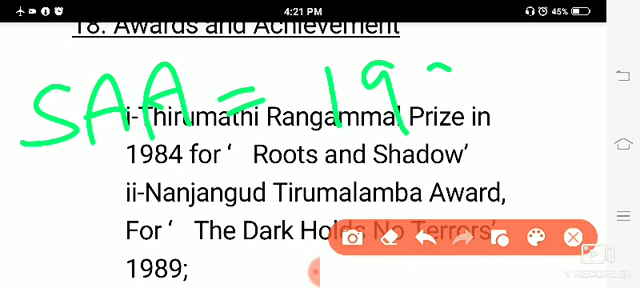 4:21 PM
45%
18. Awards and Achievement
SAA = 19
i-Thirumathi Rangammal Prize in
1984 for ‘ Roots and Shadow’
ii-Nanjangud Tirumalamba Award,
For ‘ The Dark Holds No Terrors’
1989;
V RECORDER